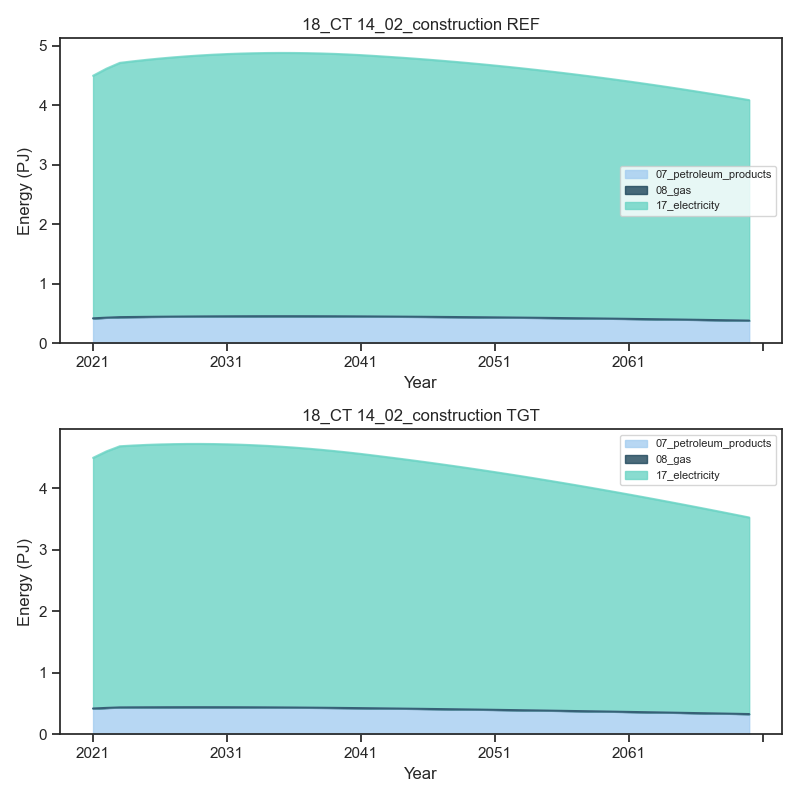 18_CT 14_02_construction REF
5
4
3
2
1
0
Energy (PJ)
07_petroleum_products
08_gas
17_electricity
2021 2031 2041 2051 2061
Year
18_CT 14_02_construction TGT
4
3
2
1
0
Energy (PJ)
07_petroleum_products
08_gas
17_electricity
2021 2031 2041 2051 2061
Year